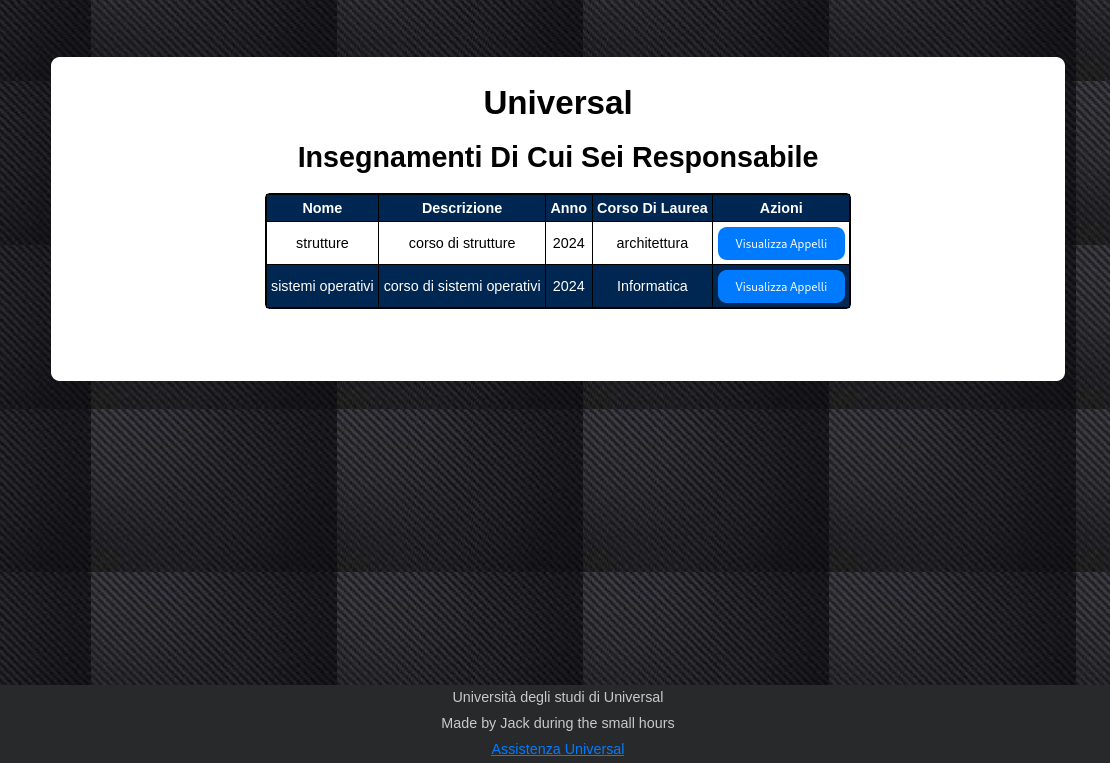 Universal
Insegnamenti Di Cui Sei Responsabile
Nome Descrizione Anno Corso Di Laurea Azioni
strutture corso di strutture 2024 architettura Visualizza Appelli
sistemi operativi corso di sistemi operativi 2024 Informatica Visualizza Appelli
Università degli studi di Universal
Made by Jack during the small hours
Assistenza Universal